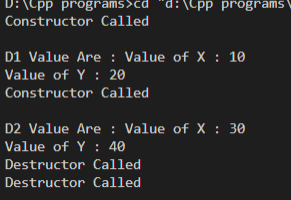 D:\Cpp programs>cd "d:\Cpp programs\
Constructor Called
D1 Value Are : Value of X : 10
Value of Y : 20
Constructor Called
D2 Value Are : Value of X : 30
Value of Y : 40
Destructor Called
Destructor Called